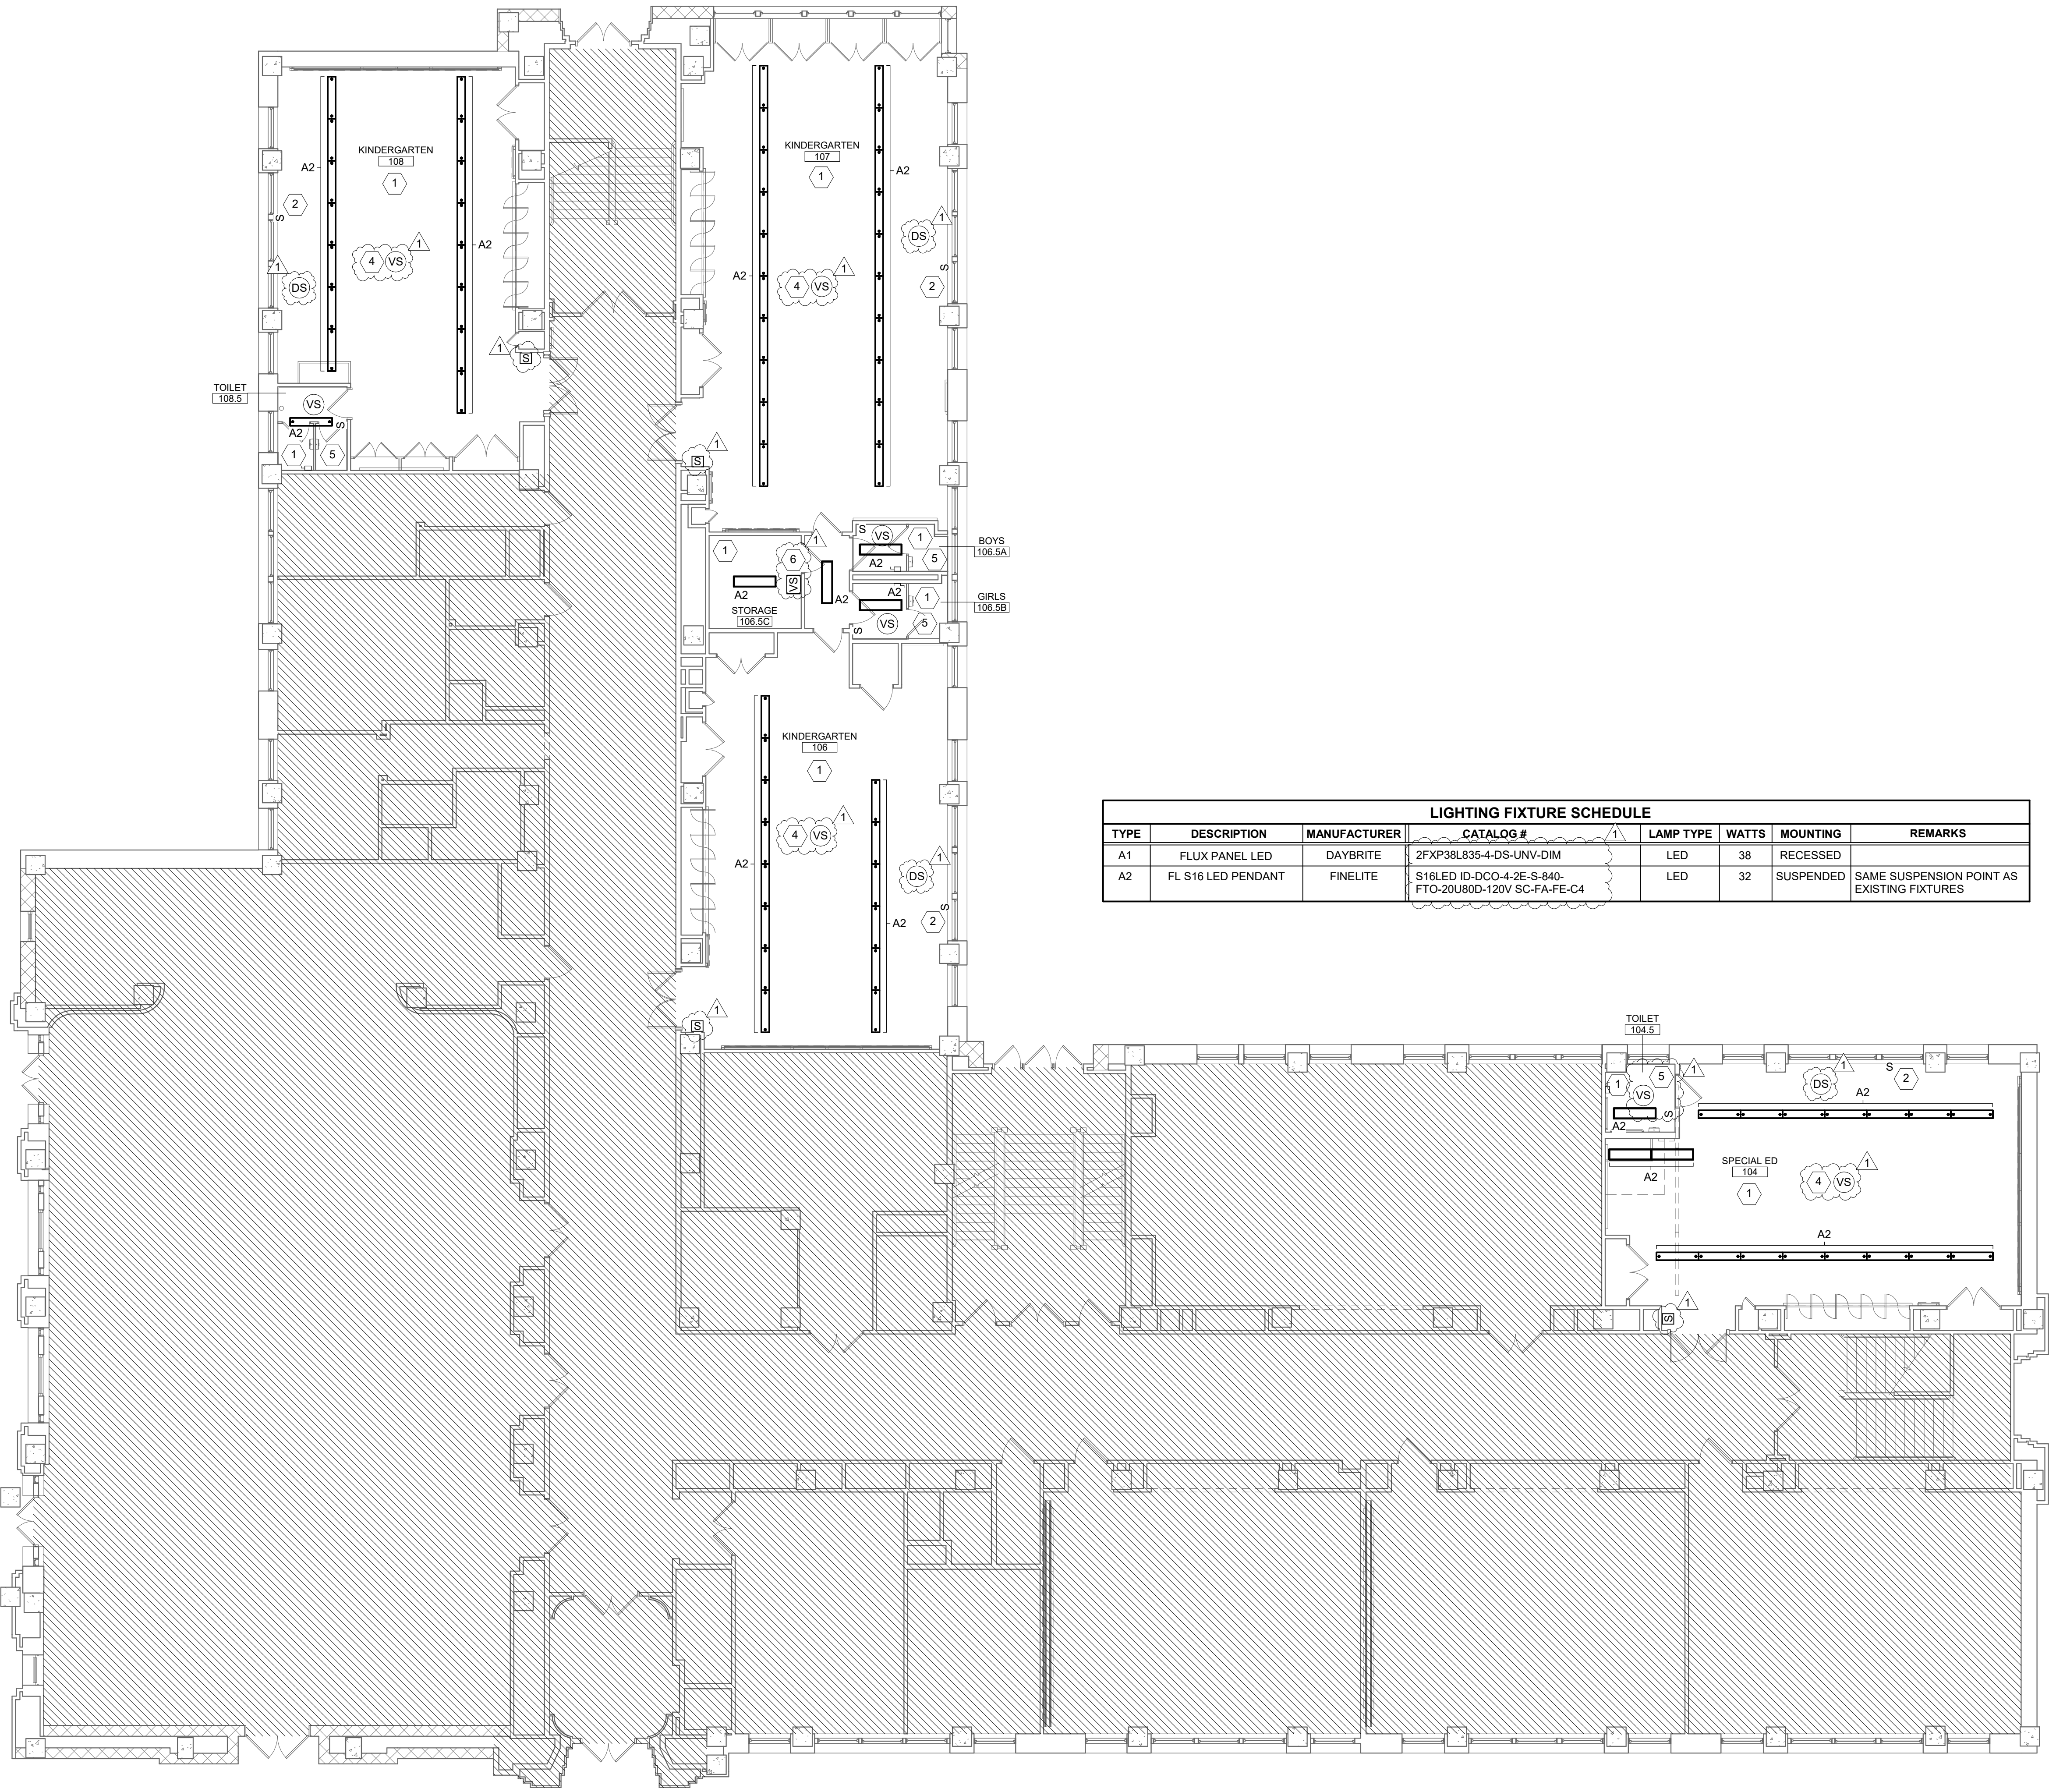 KINDERGARTEN
108
1
A2
2
S
A2
4
VS
1
1
DS
1
S
TOILET
108.5
VS
A2
S
1
5
KINDERGARTEN
107
1
A2
1
DS
A2
4
VS
1
S
2
1
S
1
1
6
VS
A2
STORAGE
106.5C
A2
S
VS
1
5
A2
BOYS
106.5A
A2
1
GIRLS
106.5B
S
VS
5
KINDERGARTEN
106
1
4
VS
1
A2
1
DS
S
A2
2
1
S
LIGHTING FIXTURE SCHEDULE
TYPE DESCRIPTION MANUFACTURER CATALOG # 1 LAMP TYPE WATTS MOUNTING REMARKS
A1 FLUX PANEL LED DAYBRITE 2FXP38L835-4-DS-UNV-DIM LED 38 RECESSED
A2 FL S16 LED PENDANT FINELITE S16LED ID-DCO-4-2E-S-840- LED 32 SUSPENDED SAME SUSPENSION POINT AS
FTO-20U80D-120V SC-FA-FE-C4 EXISTING FIXTURES
TOILET
104.5
1
5
1
VS
S
A2
1
DS
S
2
A2
A2
SPECIAL ED
104
1
4
VS
1
A2
1
S